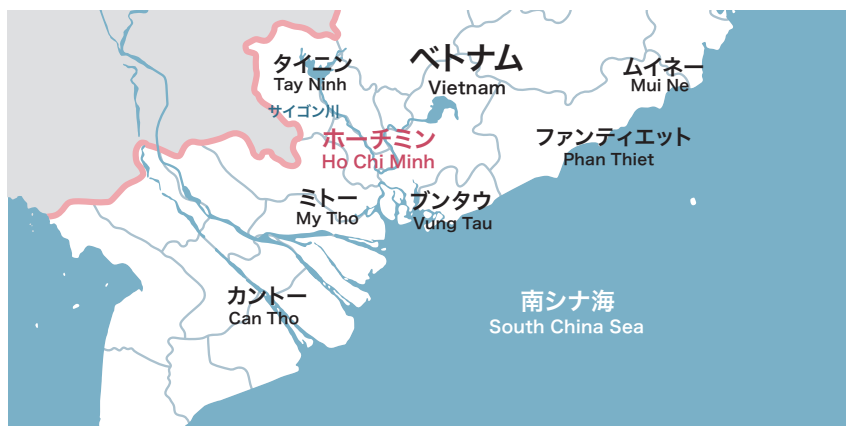 ベトナム
Vietnam
タイニン
Tay Ninh
ムイネー
Mui Ne
サイゴン川
ホーチミン
Ho Chi Minh
ファンティエット
Phan Thiet
ミトー
My Tho
ブンタウ
Vung Tau
カントー
Can Tho
南シナ海
South China Sea